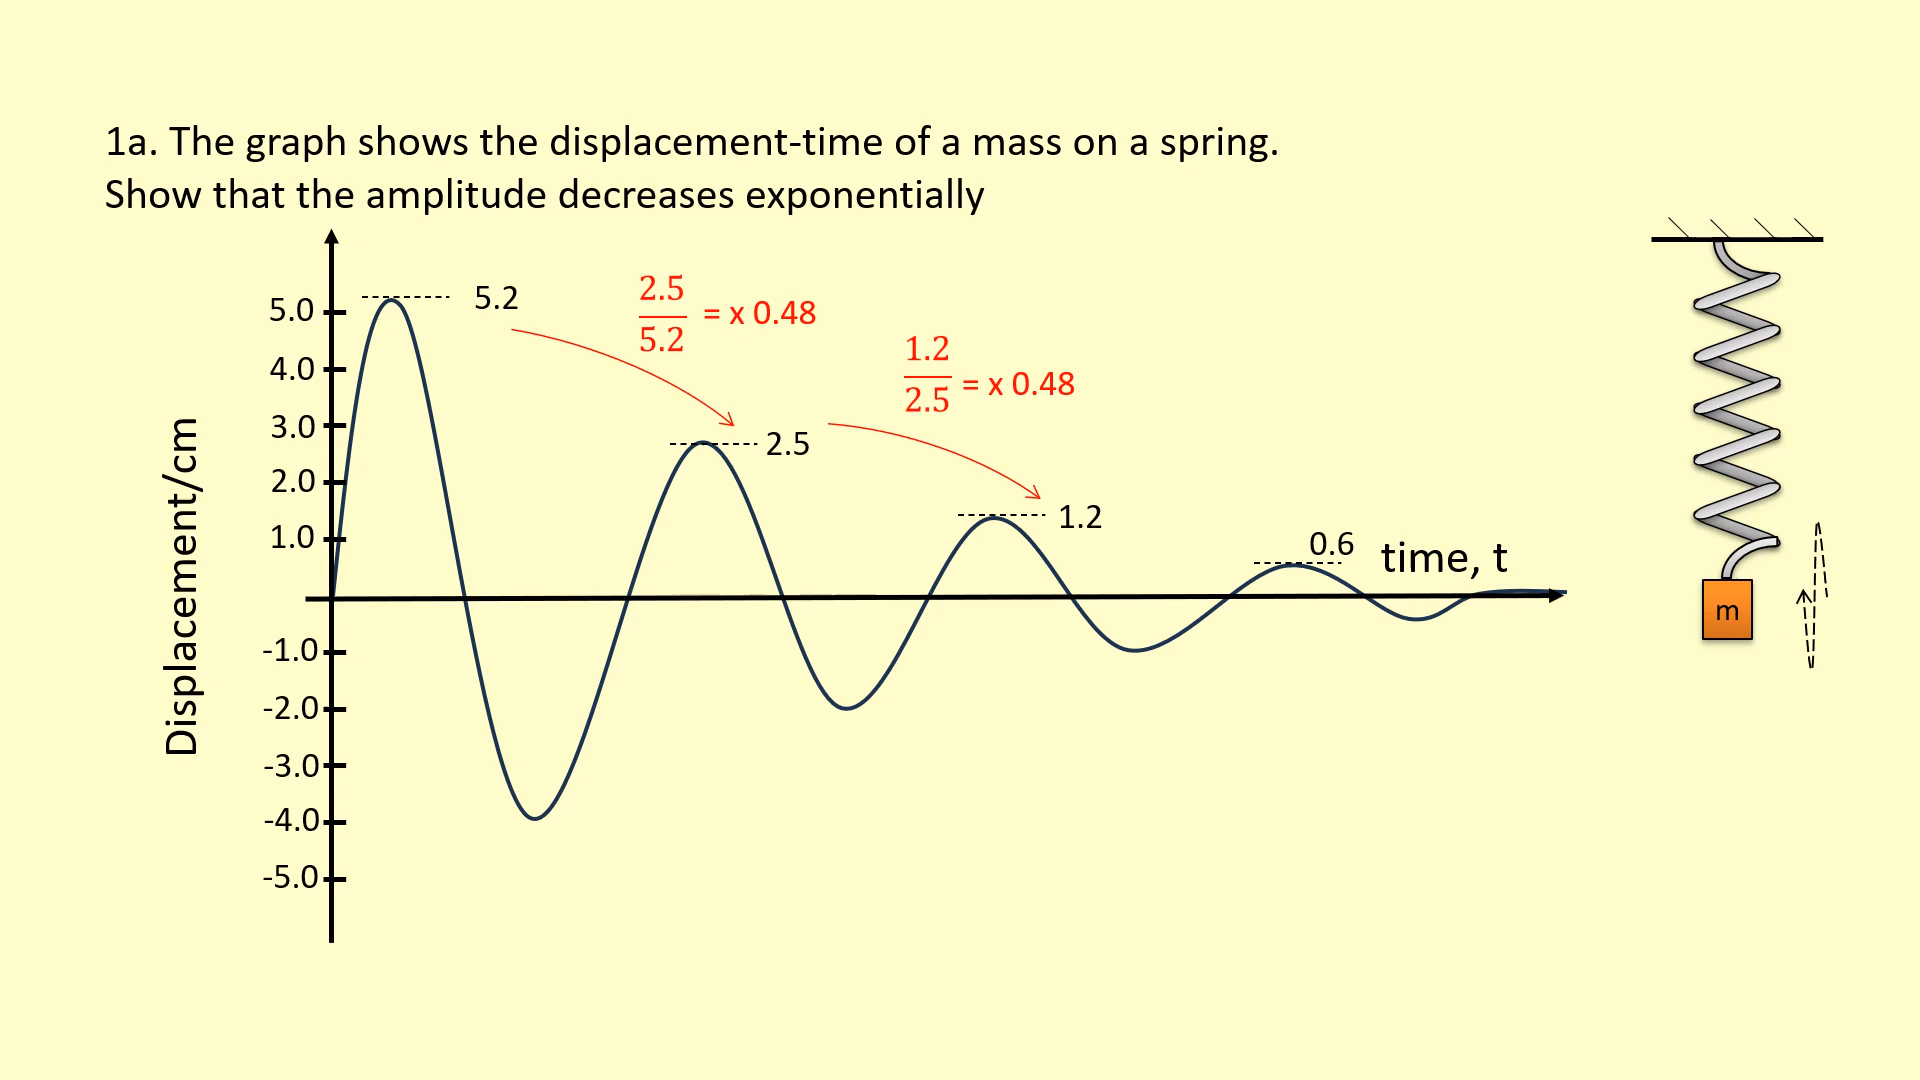 1a. The graph shows the displacement-time of a mass on a spring.
Show that the amplitude decreases exponentially
5.2
2.5
5.2
= x 0.48
1.2
2.5
= x 0.48
2.5
1.2
0.6
time, t
Displacement/cm
5.0
4.0
3.0
2.0
1.0
-1.0
-2.0
-3.0
-4.0
-5.0
m